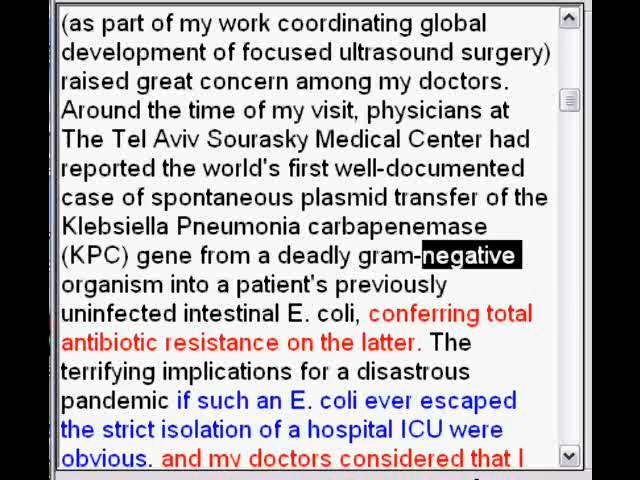 (as part of my work coordinating global
development of focused ultrasound surgery)
raised great concern among my doctors.
Around the time of my visit, physicians at
The Tel Aviv Sourasky Medical Center had
reported the world's first well-documented
case of spontaneous plasmid transfer of the
Klebsiella Pneumonia carbapenemase
(KPC) gene from a deadly gram-negative
organism into a patient's previously
uninfected intestinal E. coli, conferring total
antibiotic resistance on the latter. The
terrifying implications for a disastrous
pandemic if such an E. coli ever escaped
the strict isolation of a hospital ICU were
obvious. and my doctors considered that I